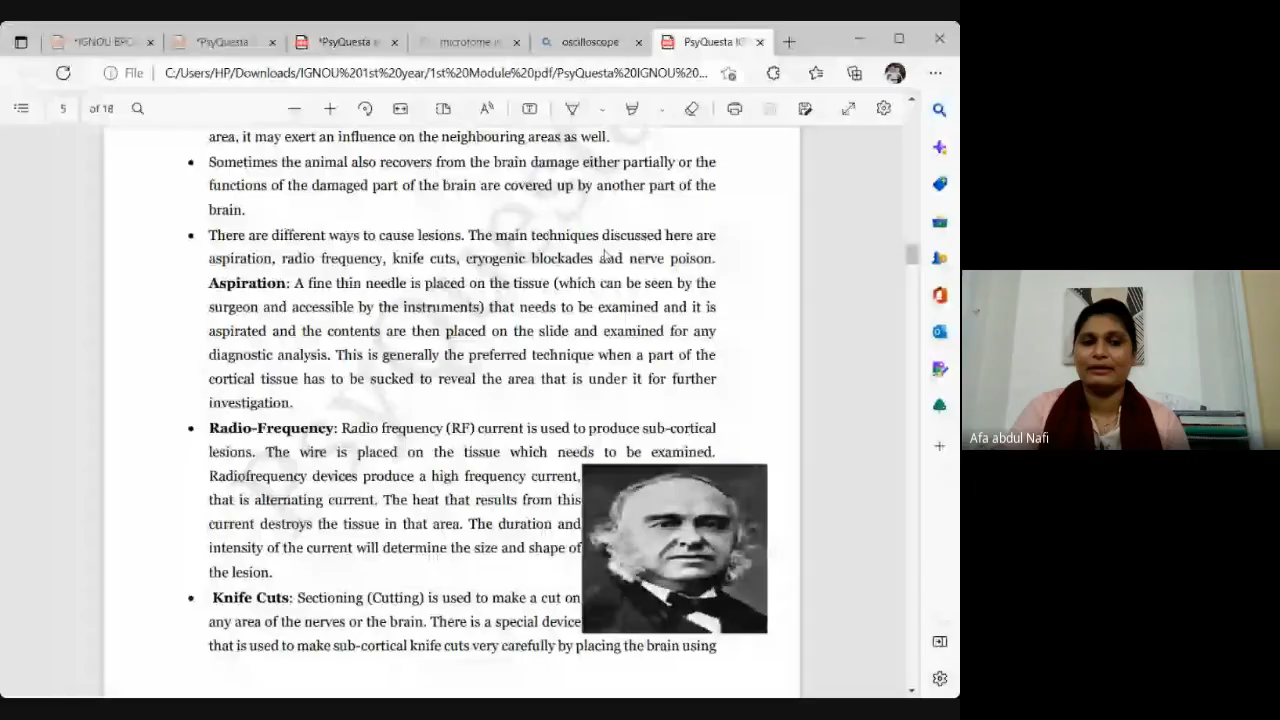 *IGNOU BPC
*PsyQuesta
*PsyQuesta
microtome
oscilloscope
PsyQuesta
File
C:/Users/HP/Downloads/IGNOU%201st%20year/1st%20Module%20pdf/PsyQuesta%20IGNOU%20...
5 of 18
area, it may exert an influence on the neighbouring areas as well.
• Sometimes the animal also recovers from the brain damage either partially or the
functions of the damaged part of the brain are covered up by another part of the
brain.
• There are different ways to cause lesions. The main techniques discussed here are
aspiration, radio frequency, knife cuts, cryogenic blockades and nerve poison.
Aspiration: A fine thin needle is placed on the tissue (which can be seen by the
surgeon and accessible by the instruments) that needs to be examined and it is
aspirated and the contents are then placed on the slide and examined for any
diagnostic analysis. This is generally the preferred technique when a part of the
cortical tissue has to be sucked to reveal the area that is under it for further
investigation.
• Radio-Frequency: Radio frequency (RF) current is used to produce sub-cortical
lesions. The wire is placed on the tissue which needs to be examined.
Radiofrequency devices produce a high frequency current,
that is alternating current. The heat that results from this
current destroys the tissue in that area. The duration and
intensity of the current will determine the size and shape of
the lesion.
• Knife Cuts: Sectioning (Cutting) is used to make a cut on
any area of the nerves or the brain. There is a special device
that is used to make sub-cortical knife cuts very carefully by placing the brain using
Afa abdul Nafi